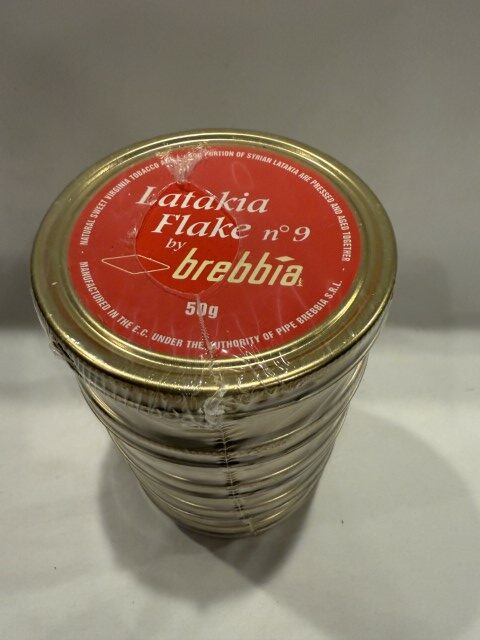 NATURAL SWEET VIRGINIA TOBACCO PORTION OF SYRIAN LATAKIA ARE PRESSED AND AGED TOGETHER
Latakia
Flake n° 9
by
brebbia
50g
MANUFACTURED IN THE E.C. UNDER THE AUTHORITY OF PIPE BREBBIA S.R.L.